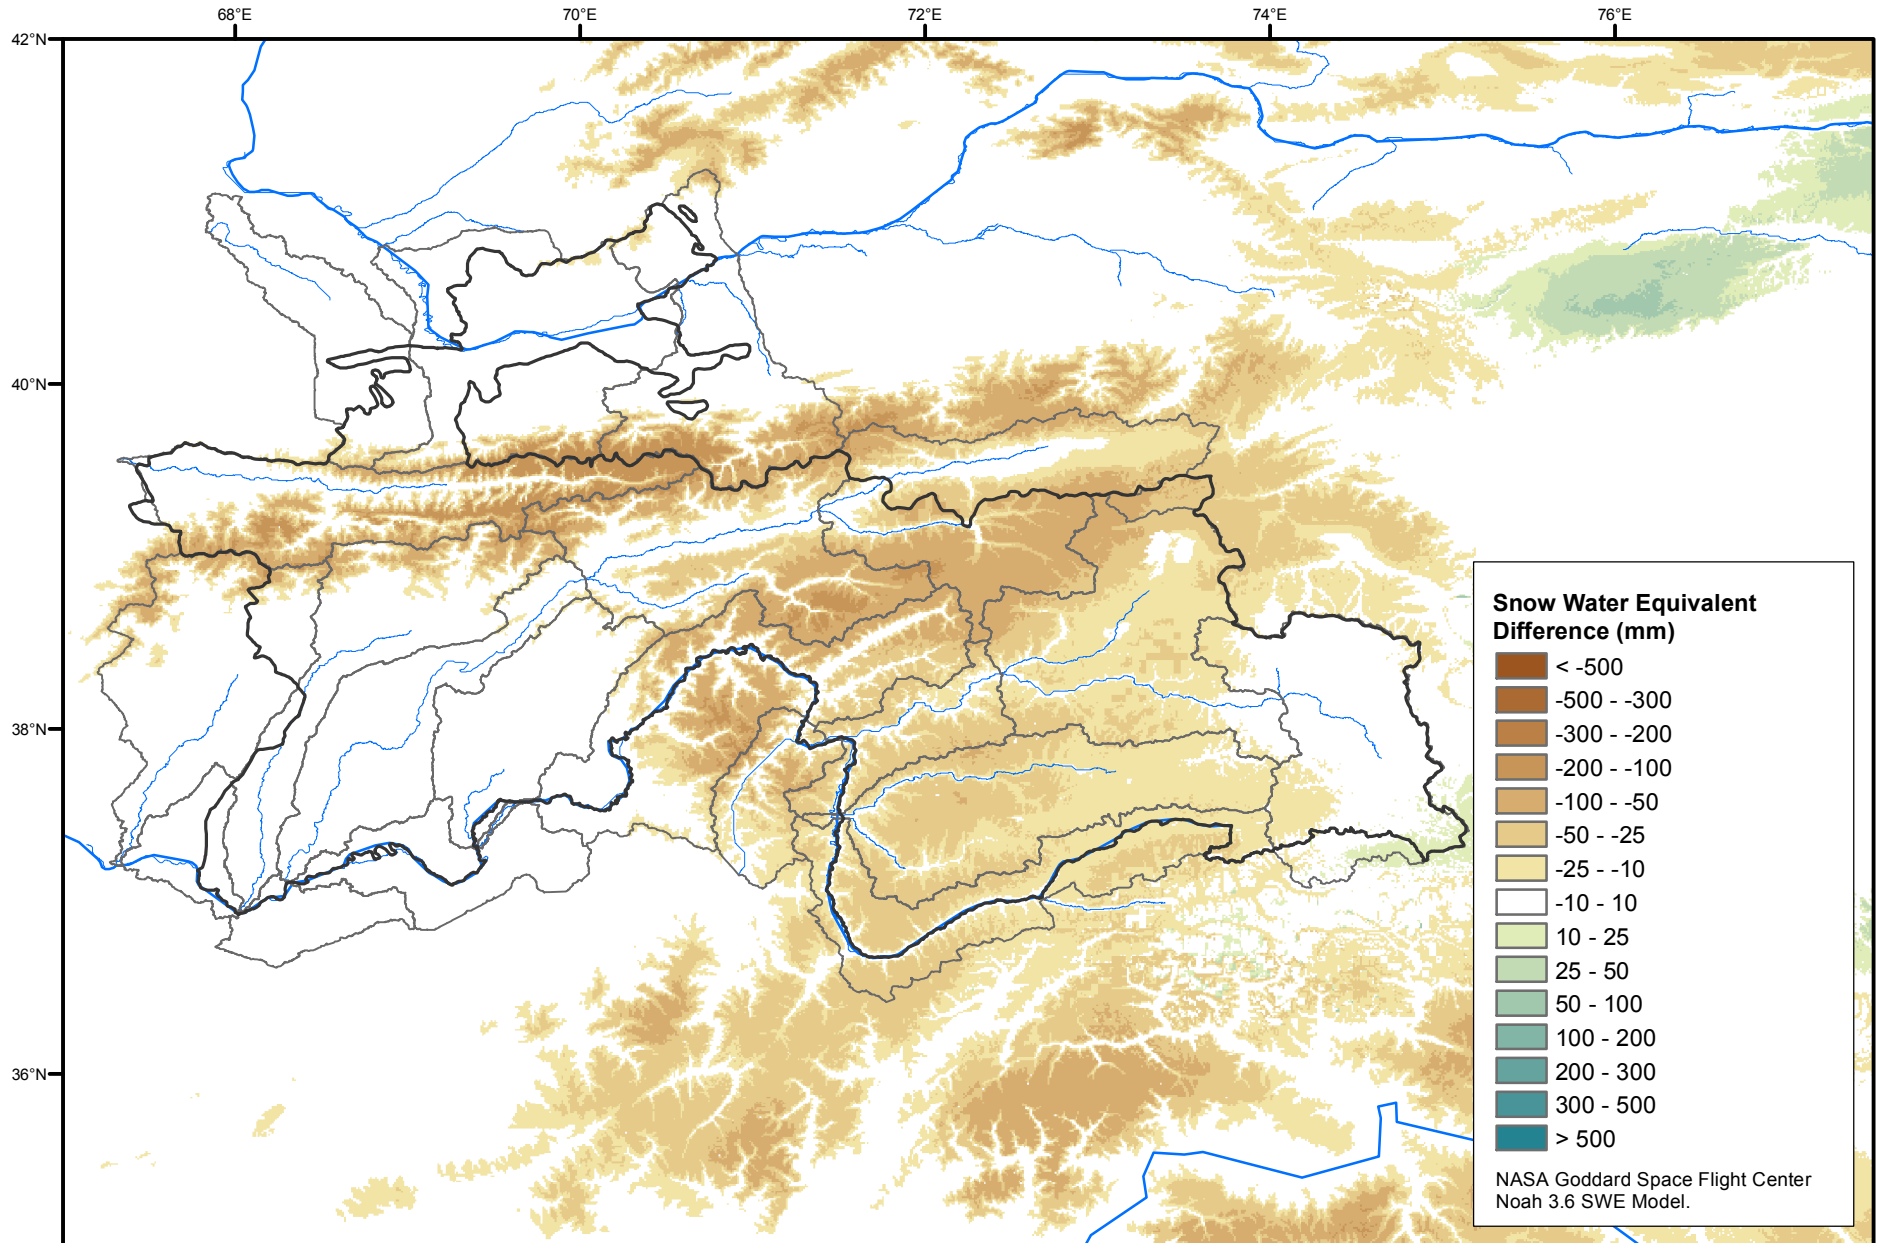 68°E 70°E 72°E 74°E 76°E
42°N
40°N
38°N
36°N
Snow Water Equivalent
Difference (mm)
< -500
-500 - -300
-300 - -200
-200 - -100
-100 - -50
-50 - -25
-25 - -10
-10 - 10
10 - 25
25 - 50
50 - 100
100 - 200
200 - 300
300 - 500
> 500
NASA Goddard Space Flight Center
Noah 3.6 SWE Model.